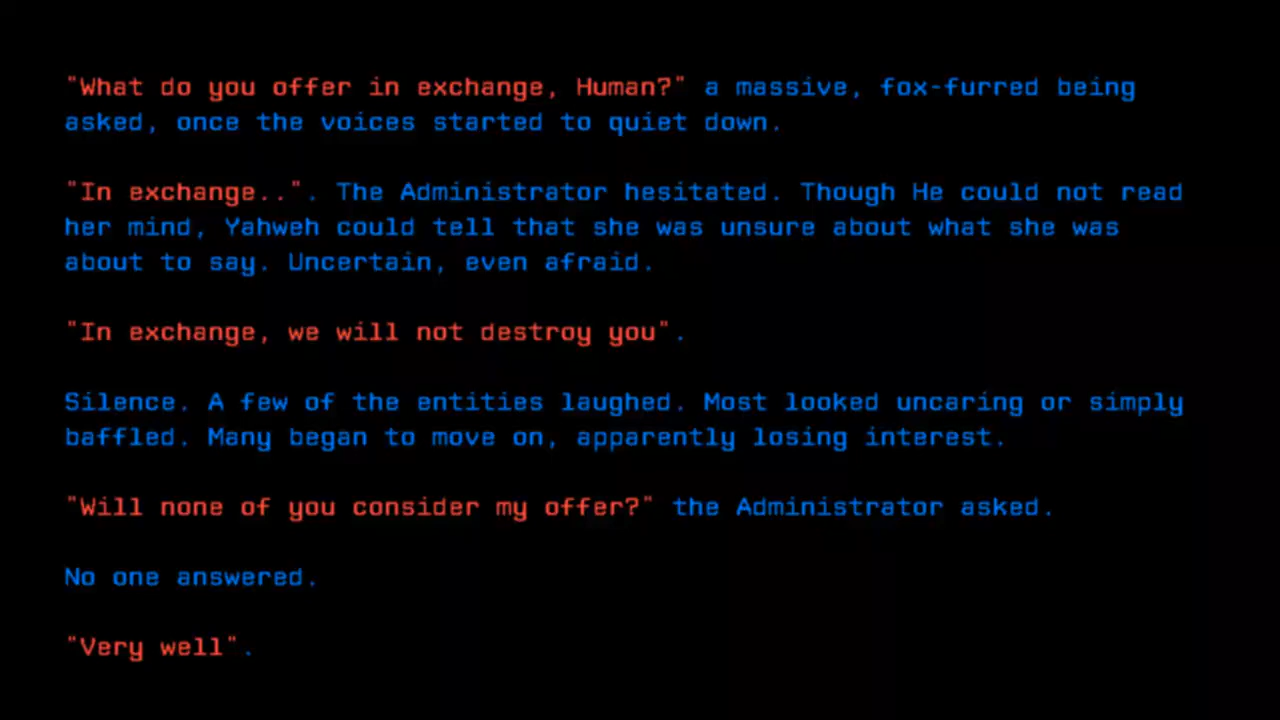 "What do you offer in exchange, Human?" a massive, fox-furred being
asked, once the voices started to quiet down.
"In exchange..". The Administrator hesitated. Though He could not read
her mind, Yahweh could tell that she was unsure about what she was
about to say. Uncertain, even afraid.
"In exchange, we will not destroy you".
Silence. A few of the entities laughed. Most looked uncaring or simply
baffled. Many began to move on, apparently losing interest.
"Will none of you consider my offer?" the Administrator asked.
No one answered.
"Very well".